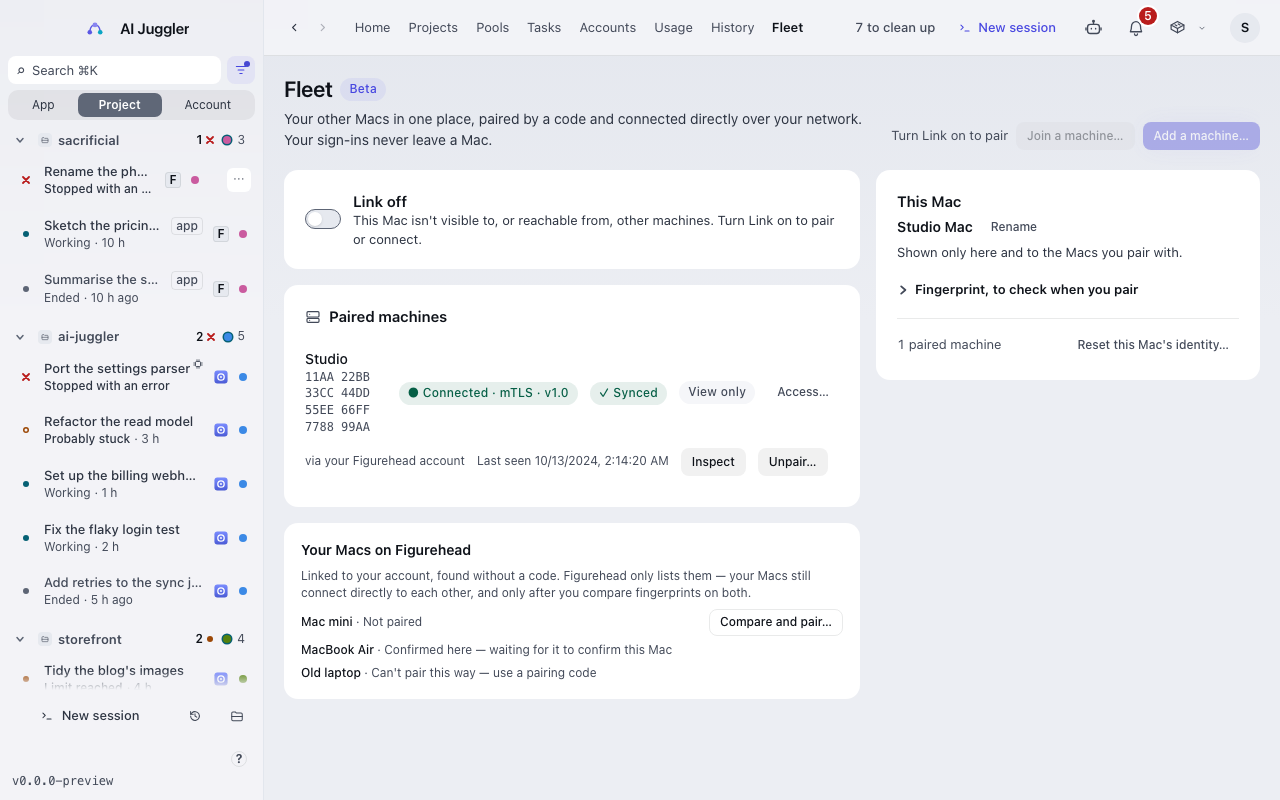 AI Juggler
Search ⌘K
App Project Account
sacrificial 1 3
Rename the ph... F
Stopped with an ...
Sketch the pricin... app F
Working · 10 h
Summarise the s... app F
Ended · 10 h ago
ai-juggler 2 5
Port the settings parser
Stopped with an error
Refactor the read model
Probably stuck · 3 h
Set up the billing webh...
Working · 1 h
Fix the flaky login test
Working · 2 h
Add retries to the sync j...
Ended · 5 h ago
storefront 2 4
Tidy the blog's images
Limit reached · 4 h
New session
?
v0.0.0-preview
Home Projects Pools Tasks Accounts Usage History Fleet 7 to clean up New session 5 S
Fleet Beta
Your other Macs in one place, paired by a code and connected directly over your network.
Your sign-ins never leave a Mac.
Turn Link on to pair Join a machine... Add a machine...
Link off
This Mac isn't visible to, or reachable from, other machines. Turn Link on to pair
or connect.
Paired machines
Studio
11AA 22BB
33CC 44DD
55EE 66FF
7788 99AA
Connected · mTLS · v1.0 ✓ Synced View only Access...
via your Figurehead account Last seen 10/13/2024, 2:14:20 AM Inspect Unpair...
Your Macs on Figurehead
Linked to your account, found without a code. Figurehead only lists them — your Macs still
connect directly to each other, and only after you compare fingerprints on both.
Mac mini · Not paired Compare and pair...
MacBook Air · Confirmed here — waiting for it to confirm this Mac
Old laptop · Can't pair this way — use a pairing code
This Mac
Studio Mac Rename
Shown only here and to the Macs you pair with.
Fingerprint, to check when you pair
1 paired machine Reset this Mac's identity...